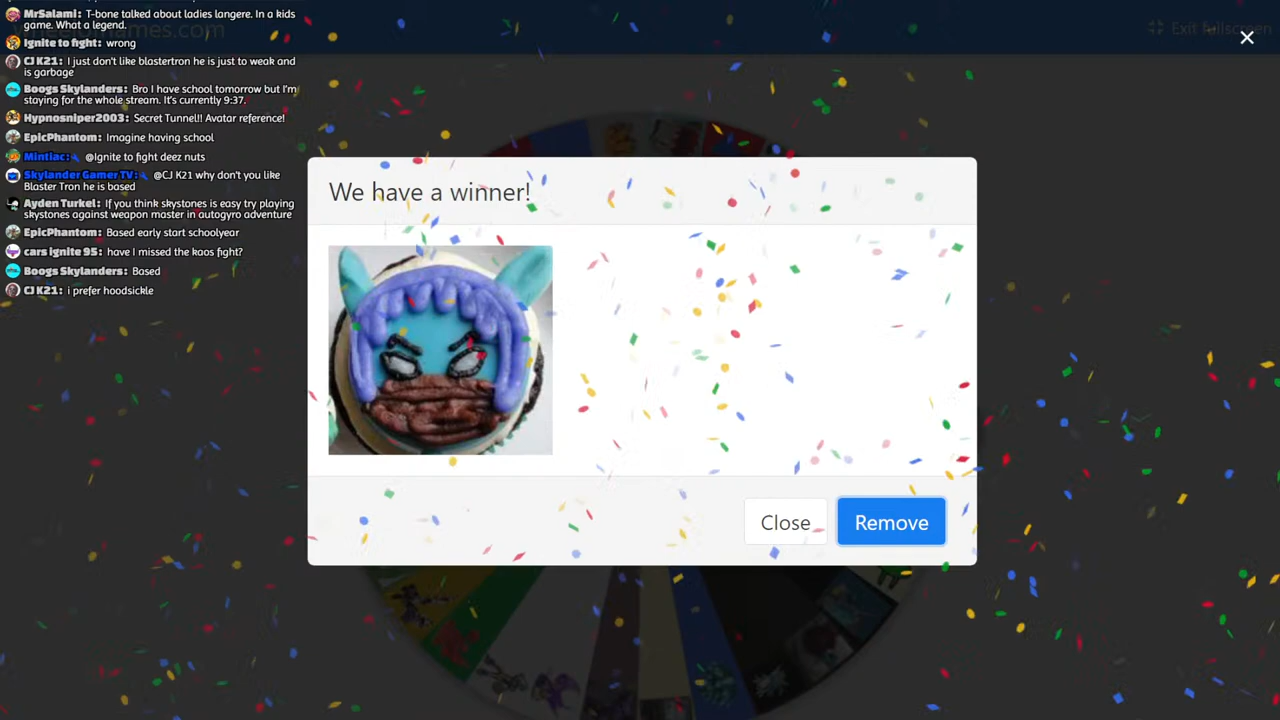 MrSalami: T-bone talked about ladies langere. In a kids
game. What a legend.
wheelofnames.com
Exit fullscreen
Ignite to fight: wrong
CJ K21: I just don't like blastertron he is just to weak and
is garbage
Boogs Skylanders: Bro I have school tomorrow but I'm
staying for the whole stream. It's currently 9:37.
Hypnosniper2003: Secret Tunnel!! Avatar reference!
EpicPhantom: Imagine having school
Mintiac: @Ignite to fight deez nuts
Skylander Gamer TV: @CJ K21 why don't you like
Blaster Tron he is based
Ayden Turkel: If you think skystones is easy try playing
skystones against weapon master in autogyro adventure
EpicPhantom: Based early start schoolyear
cars ignite 95: have I missed the kaos fight?
Boogs Skylanders: Based
CJ K21: i prefer hoodsickle
We have a winner!
Close
Remove